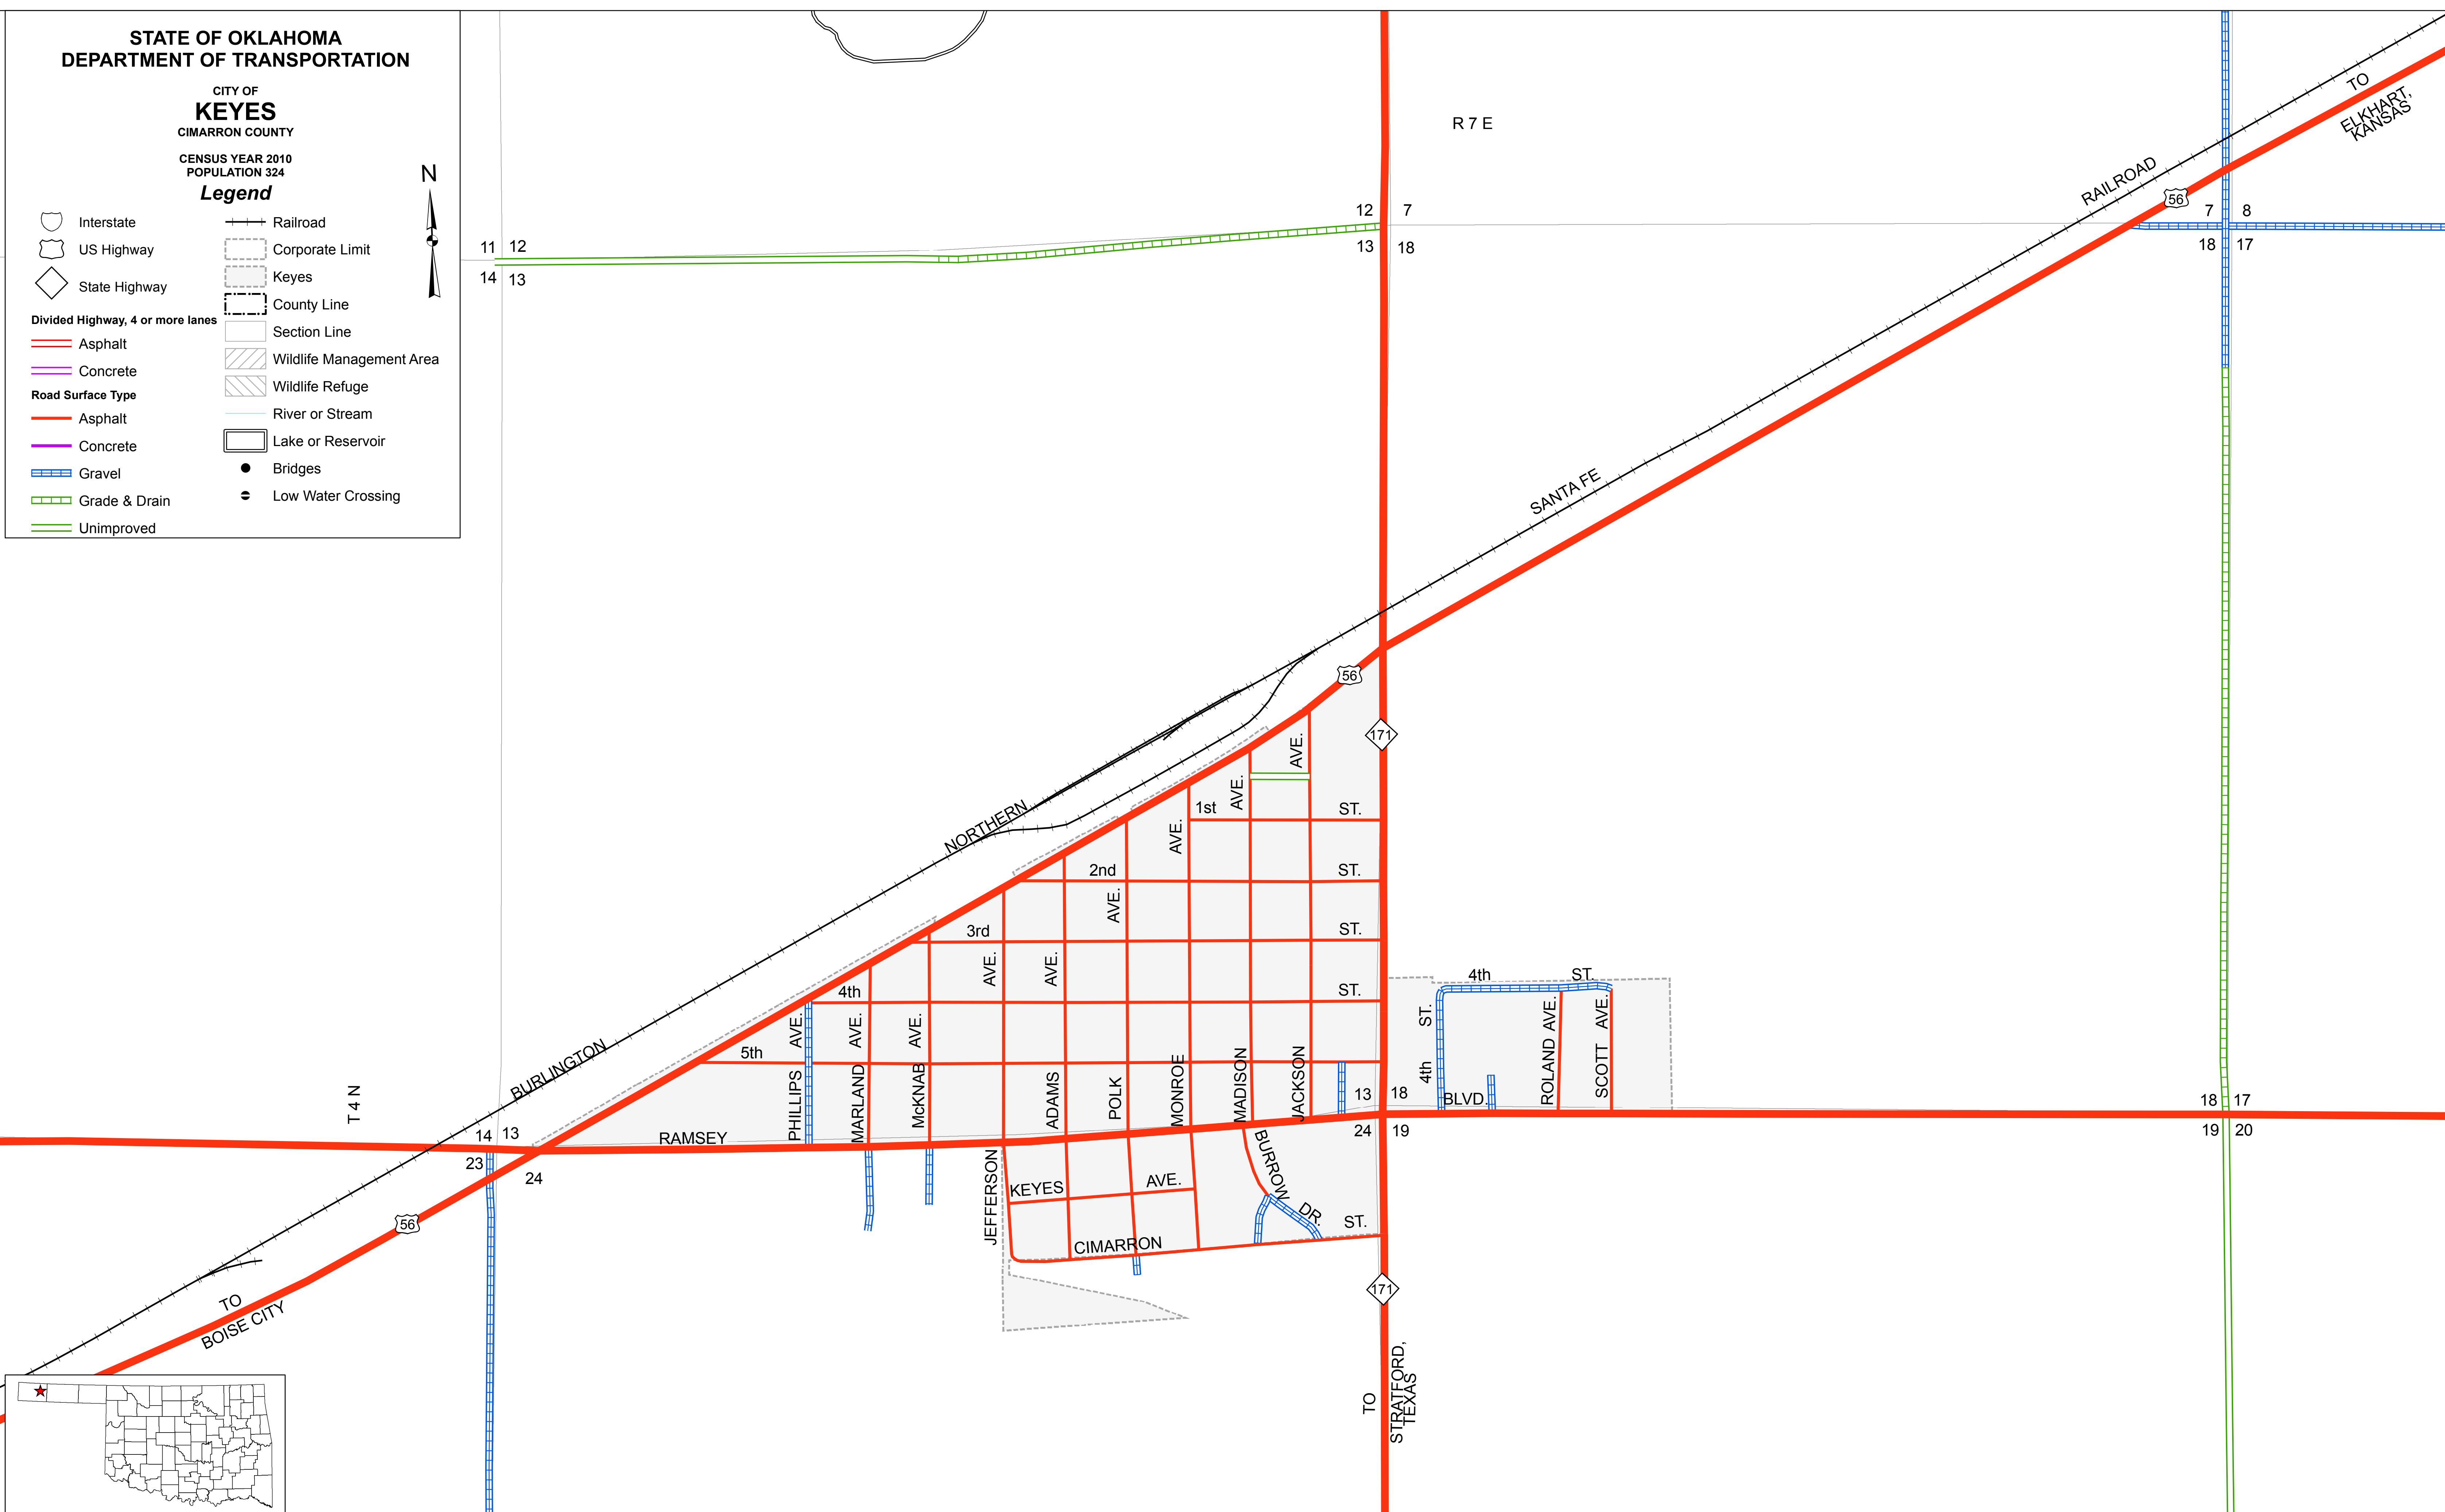 STATE OF OKLAHOMA
DEPARTMENT OF TRANSPORTATION
CITY OF
KEYES
CIMARRON COUNTY
CENSUS YEAR 2010
POPULATION 324
Legend
N
Interstate
US Highway
State Highway
Divided Highway, 4 or more lanes
Asphalt
Concrete
Road Surface Type
Asphalt
Concrete
Gravel
Grade & Drain
Unimproved
Railroad
Corporate Limit
Keyes
County Line
Section Line
Wildlife Management Area
Wildlife Refuge
River or Stream
Lake or Reservoir
Bridges
Low Water Crossing
R 7 E
TO
ELKHART,
KANSAS
RAILROAD
56
11 12
14 13
12 7
13 18
7 8
18 17
SANTA FE
56
171
NORTHERN
AVE.
AVE.
1st ST.
AVE.
2nd ST.
AVE.
3rd ST.
AVE.
AVE.
4th ST.
4th ST.
AVE.
AVE.
AVE.
5th
PHILLIPS
MARLAND
McKNAB
ADAMS
POLK
MONROE
MADISON
JACKSON
4th ST.
ROLAND AVE.
SCOTT AVE.
BLVD.
BURLINGTON
T 4 N
13 18
24 19
18 17
19 20
14 13
23
24
RAMSEY
JEFFERSON
KEYES AVE.
BURROW DR.
CIMARRON ST.
56
171
TO
BOISE CITY
TO
STRATFORD,
TEXAS